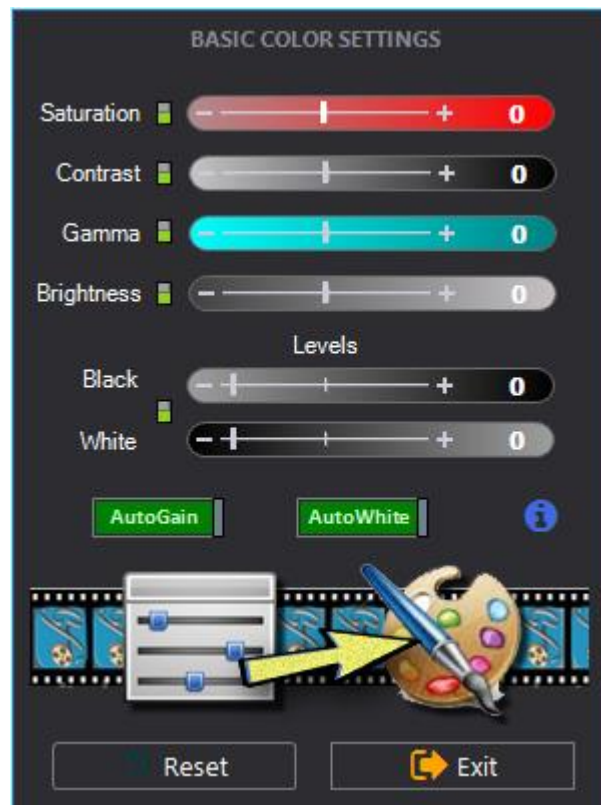 BASIC COLOR SETTINGS
Saturation − + 0
Contrast − + 0
Gamma − + 0
Brightness − + 0
Levels
Black − + 0
White − + 0
AutoGain AutoWhite i
Reset Exit